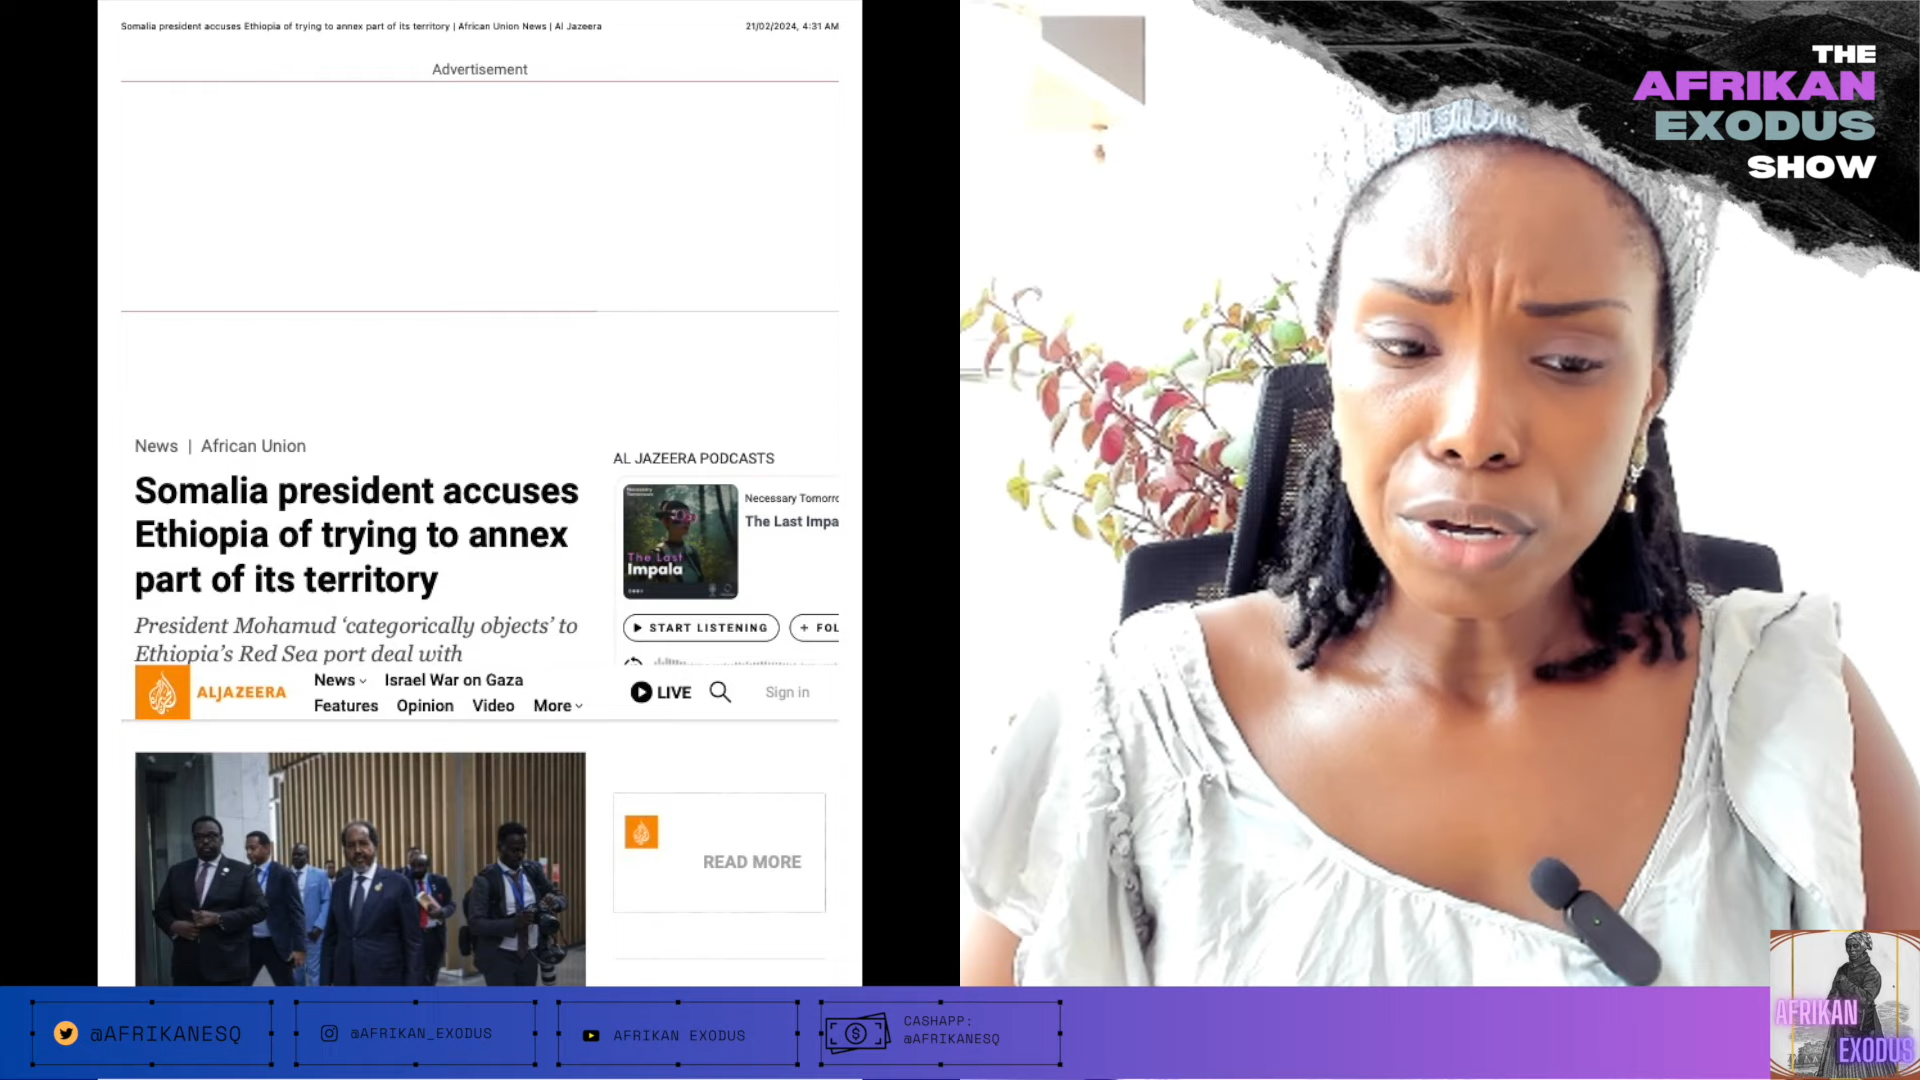 Somalia president accuses Ethiopia of trying to annex part of its territory | African Union News | Al Jazeera
21/02/2024, 4:31 AM
Advertisement
News | African Union
Somalia president accuses
Ethiopia of trying to annex
part of its territory
President Mohamud ‘categorically objects’ to
Ethiopia’s Red Sea port deal with
AL JAZEERA PODCASTS
Necessary Tomorro
The Last Impa
The Last
Impala
START LISTENING
+ FOL
ALJAZEERA
News
Israel War on Gaza
Features
Opinion
Video
More
LIVE
Sign in
READ MORE
THE
AFRIKAN
EXODUS
SHOW
@AFRIKANESQ
@AFRIKAN_EXODUS
AFRIKAN EXODUS
CASHAPP:
@AFRIKANESQ
AFRIKAN
EXODUS